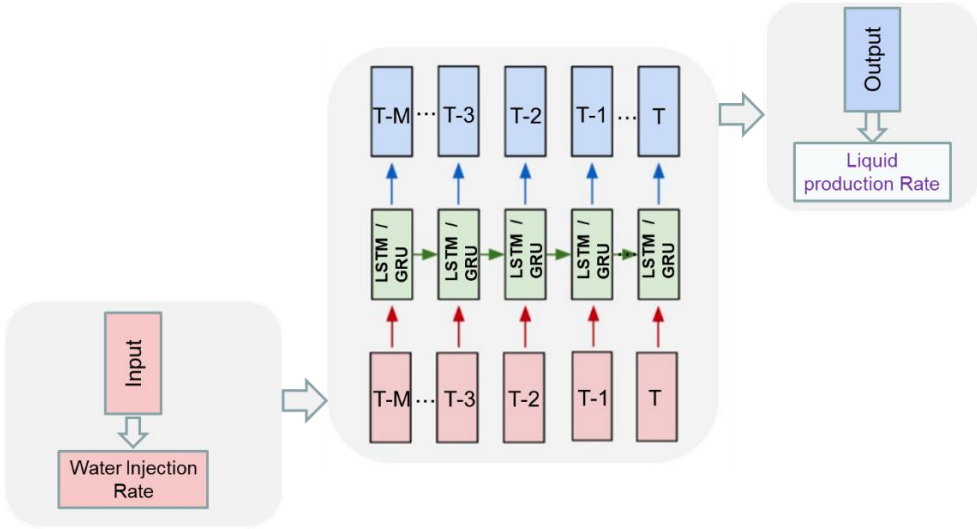 Input
Water Injection
Rate
T-M ... T-3 T-2 T-1 ... T
LSTM / GRU LSTM / GRU LSTM / GRU LSTM / GRU ... LSTM / GRU
T-M ... T-3 T-2 T-1 T
Output
Liquid
production Rate